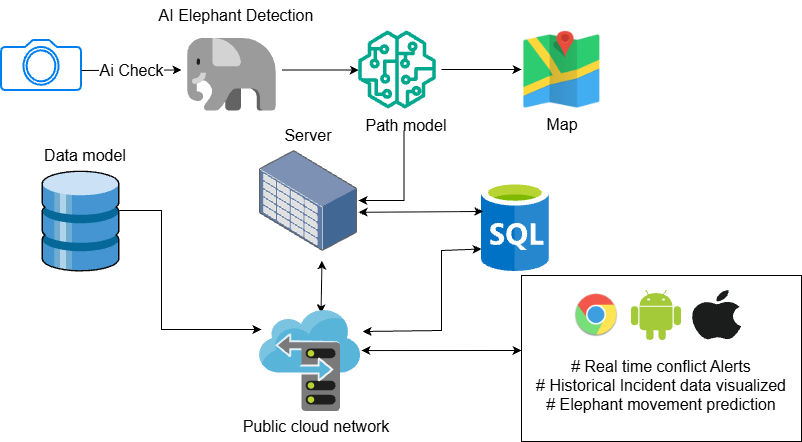 AI Elephant Detection
Ai Check
Path model
Map
Server
Data model
SQL
Public cloud network
# Real time conflict Alerts
# Historical Incident data visualized
# Elephant movement prediction